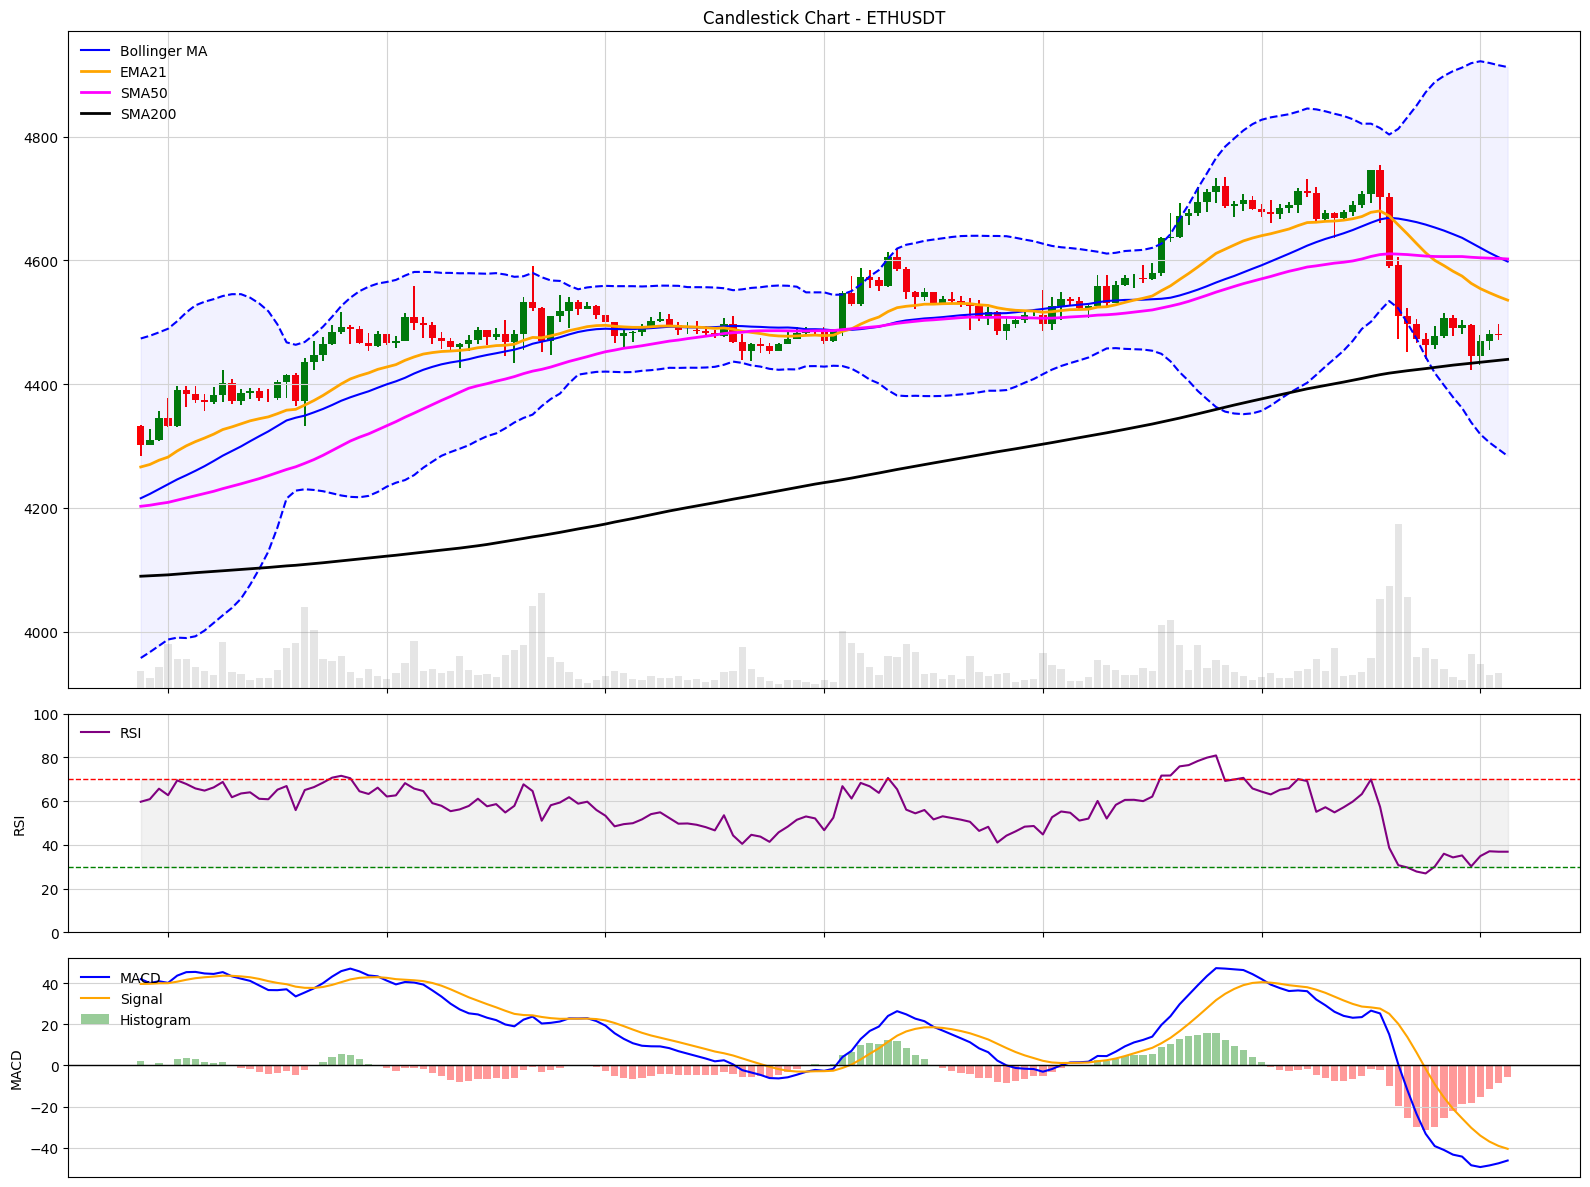 Candlestick Chart - ETHUSDT
Bollinger MA
EMA21
SMA50
SMA200
4800
4600
4400
4200
4000
100
80
60
40
20
0
RSI
RSI
40
20
0
−20
−40
MACD
MACD
Signal
Histogram